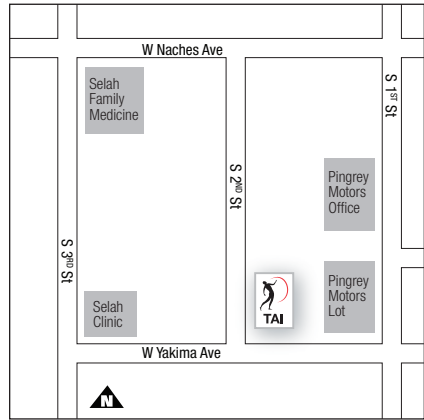 W Naches Ave
Selah
Family
Medicine
S 1ST St
S 2ND St
Pingrey
Motors
Office
S 3RD St
Pingrey
Motors
Lot
TAI
Selah
Clinic
W Yakima Ave
N